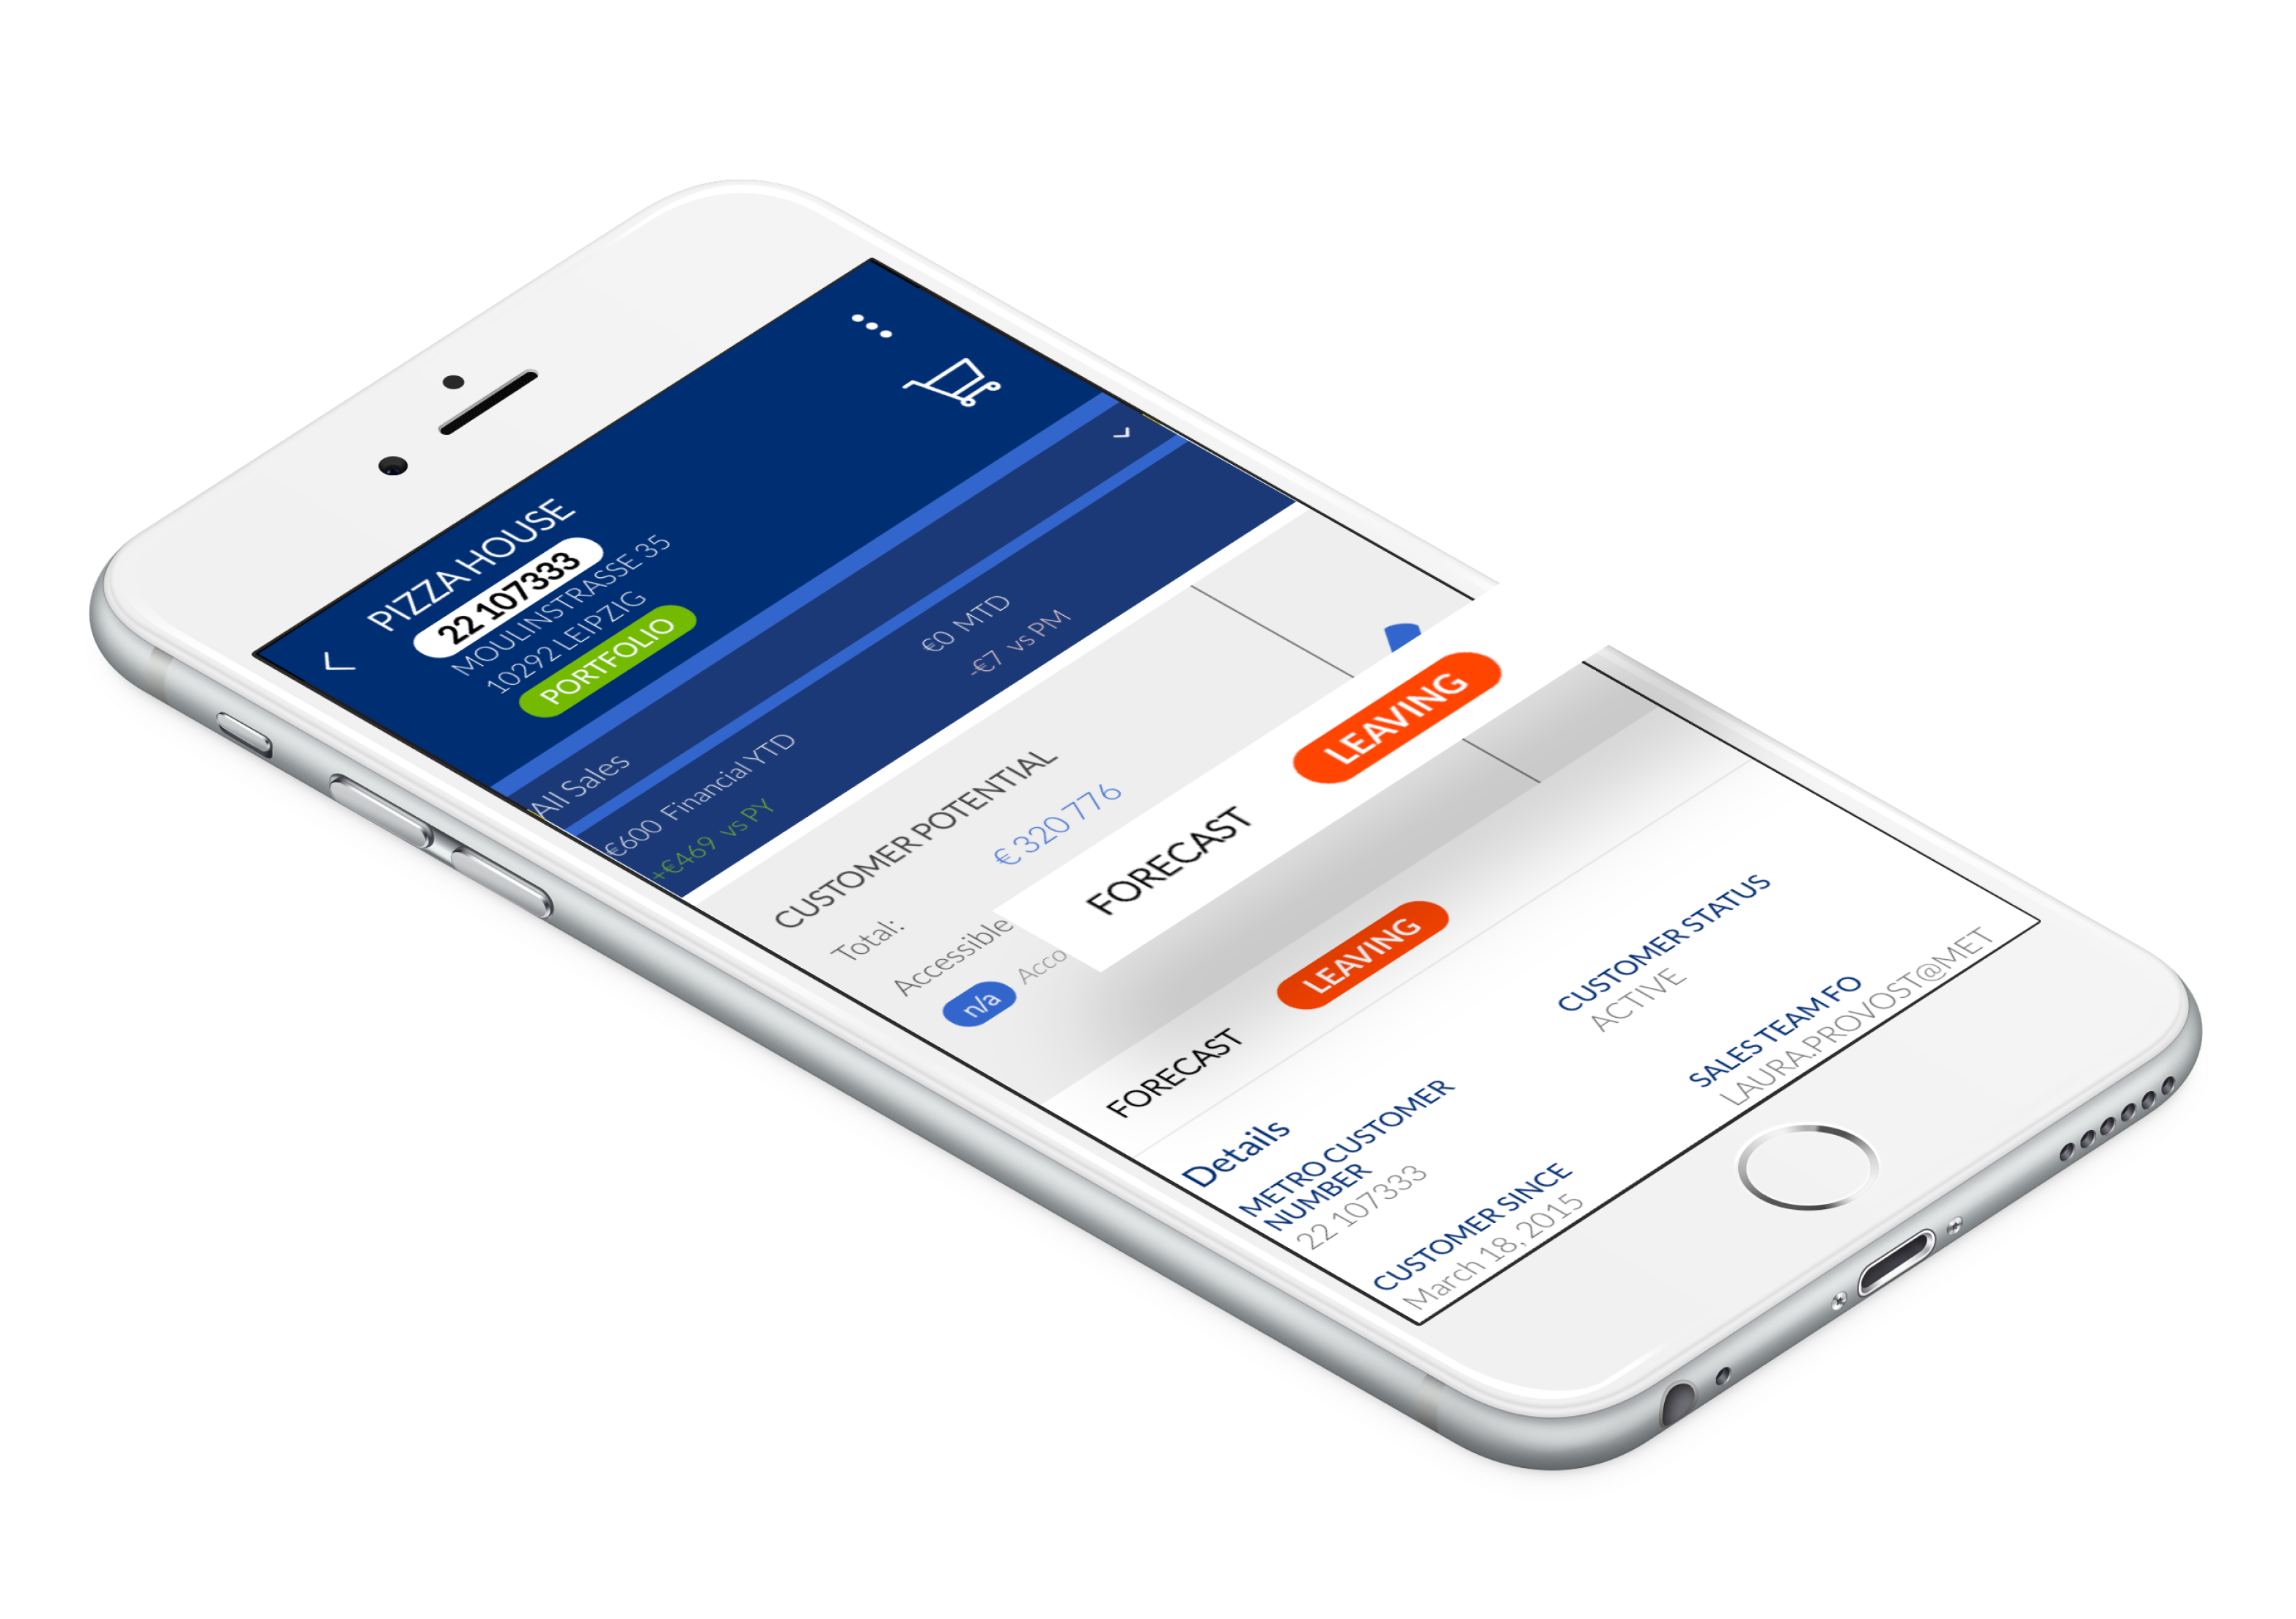 PIZZA HOUSE
22 107333
MOULINSTRASSE 35
10292 LEIPZIG
PORTFOLIO
All Sales
€600 Financial YTD
+€469 vs PY
€0 MTD
-€7 vs PM
CUSTOMER POTENTIAL
Total:
€ 320 776
Accessible
n/a
FORECAST
LEAVING
FORECAST
LEAVING
Details
METRO CUSTOMER
NUMBER
22 107333
CUSTOMER STATUS
ACTIVE
CUSTOMER SINCE
March 18, 2015
SALES TEAM FO
LAURA.PROVOST@MET